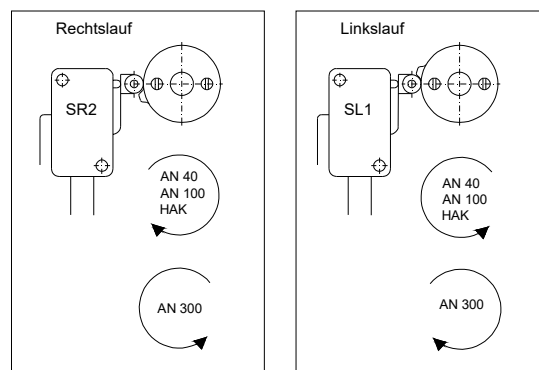 Rechtslauf
SR2
AN 40
AN 100
HAK
AN 300
Linkslauf
SL1
AN 40
AN 100
HAK
AN 300